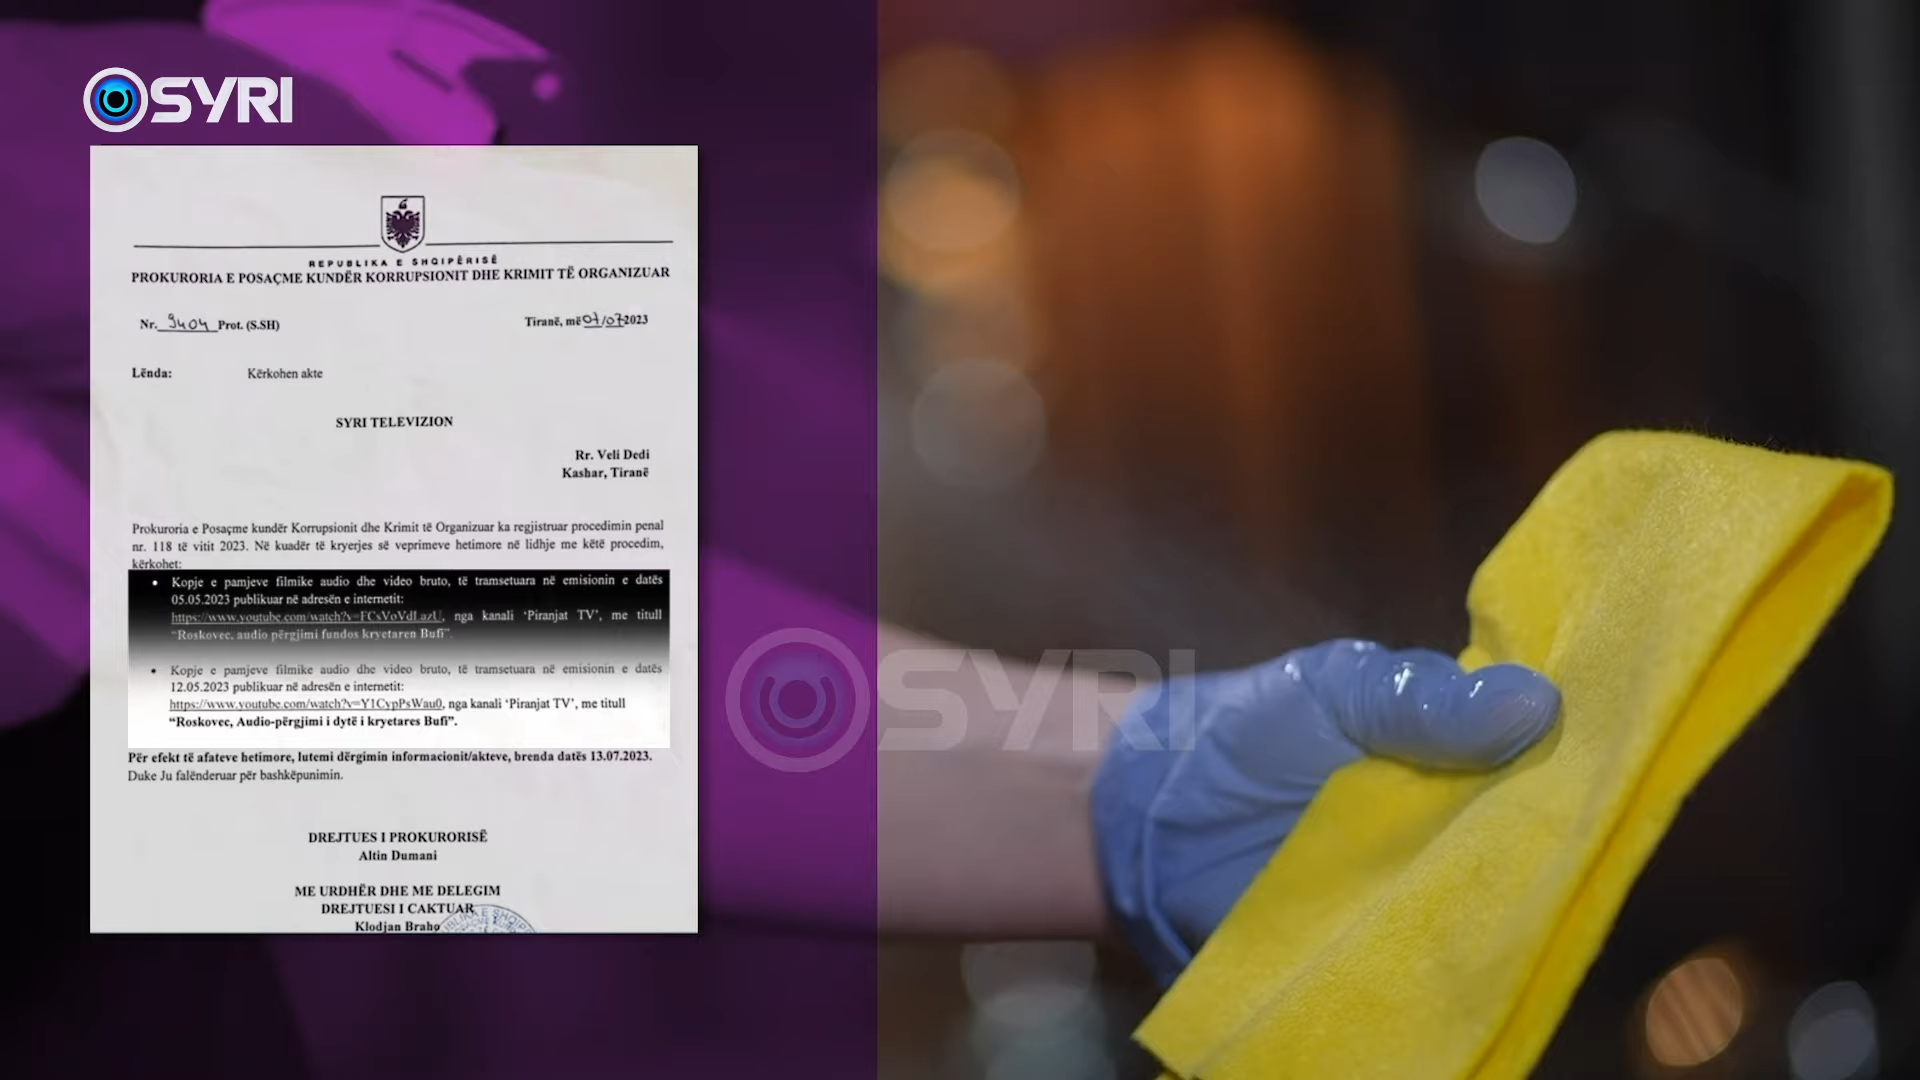 SYRI
REPUBLIKA E SHQIPËRISË
PROKURORIA E POSAÇME KUNDËR KORRUPSIONIT DHE KRIMIT TË ORGANIZUAR
Nr. 9404 Prot. (S.SH)
Tiranë, më 07/07 2023
Lënda: Kërkohen akte
SYRI TELEVIZION
Rr. Veli Dedi
Kashar, Tiranë
Prokuroria e Posaçme kundër Korrupsionit dhe Krimit të Organizuar ka regjistruar procedimin penal
nr. 118 të vitit 2023. Në kuadër të kryerjes së veprimeve hetimore në lidhje me këtë procedim,
kërkohet:
• Kopje e pamjeve filmike audio dhe video bruto, të tramsetuara në emisionin e datës
05.05.2023 publikuar në adresën e internetit:
https://www.youtube.com/watch?v=FCsVoVdLazU, nga kanali ‘Piranjat TV’, me titull
“Roskovec, audio përgjimi fundos kryetaren Bufi”.
• Kopje e pamjeve filmike audio dhe video bruto, të tramsetuara në emisionin e datës
12.05.2023 publikuar në adresën e internetit:
https://www.youtube.com/watch?v=Y1CypPsWau0, nga kanali ‘Piranjat TV’, me titull
“Roskovec, Audio-përgjimi i dytë i kryetares Bufi”.
Për efekt të afateve hetimore, lutemi dërgimin informacionit/akteve, brenda datës 13.07.2023.
Duke Ju falënderuar për bashkëpunimin.
DREJTUES I PROKURORISË
Altin Dumani
ME URDHËR DHE ME DELEGIM
DREJTUESI I CAKTUAR
Klodjan Braho
SYRI